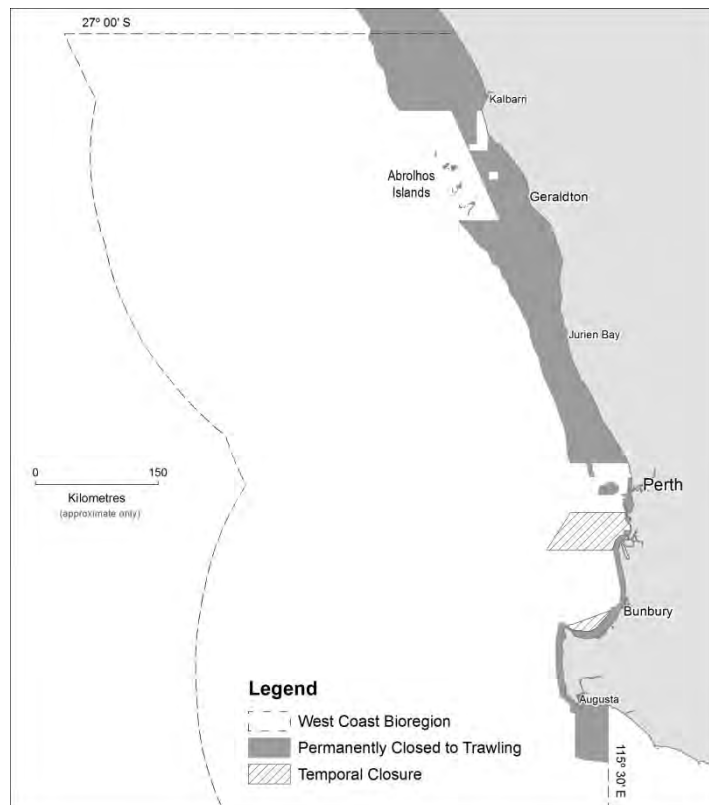 27° 00' S
Kalbarri
Abrolhos
Islands
Geraldton
Jurien Bay
0 150
Kilometres
(approximate only)
Perth
Bunbury
Augusta
Legend
West Coast Bioregion
Permanently Closed to Trawling
Temporal Closure
115° 30' E